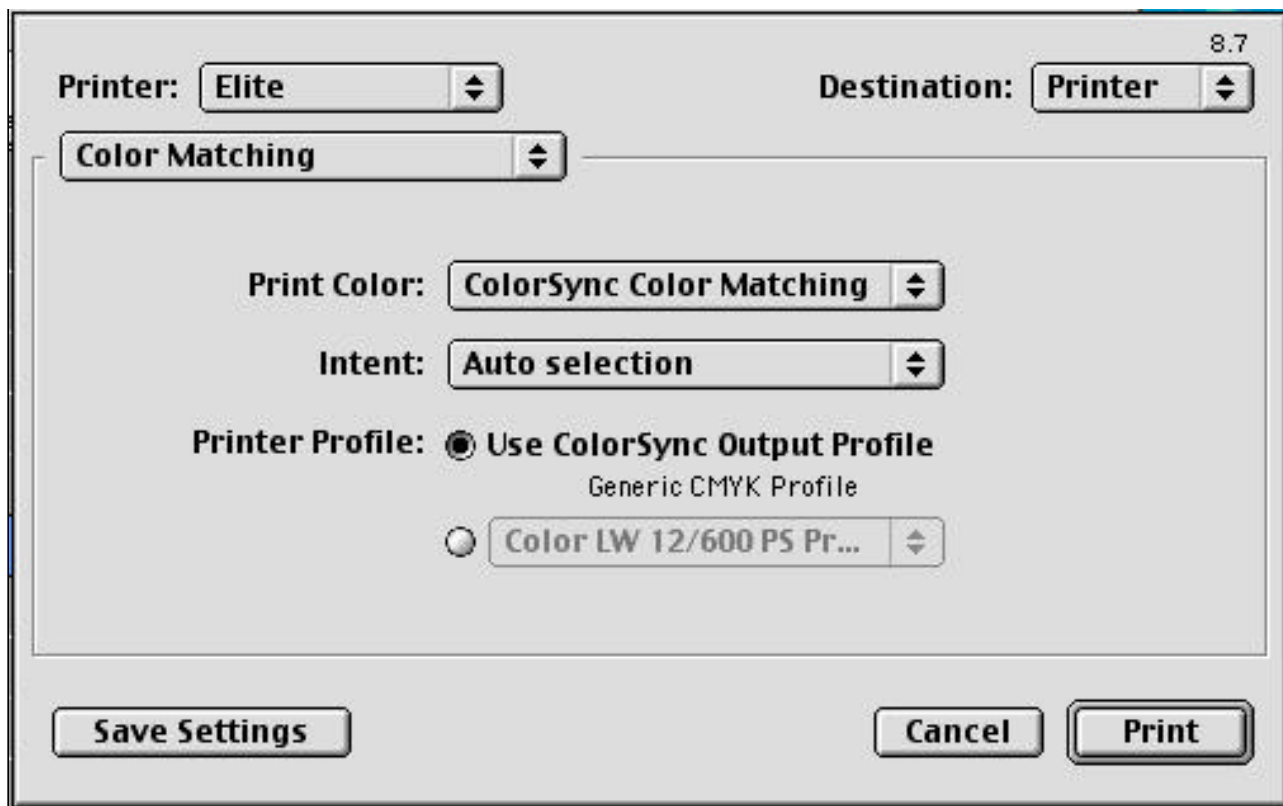 8.7
Printer: Elite Destination: Printer
Color Matching
Print Color: ColorSync Color Matching
Intent: Auto selection
Printer Profile: Use ColorSync Output Profile
Generic CMYK Profile
Color LW 12/600 PS Pr...
Save Settings Cancel Print